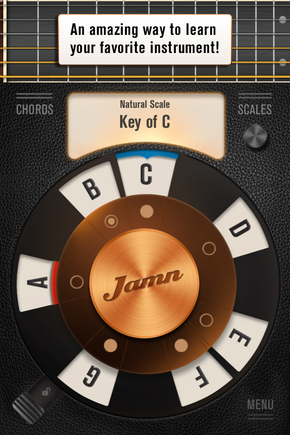 An amazing way to learn
your favorite instrument!
CHORDS
Natural Scale
Key of C
SCALES
B
C
D
A
Jamn
E
G
F
MENU